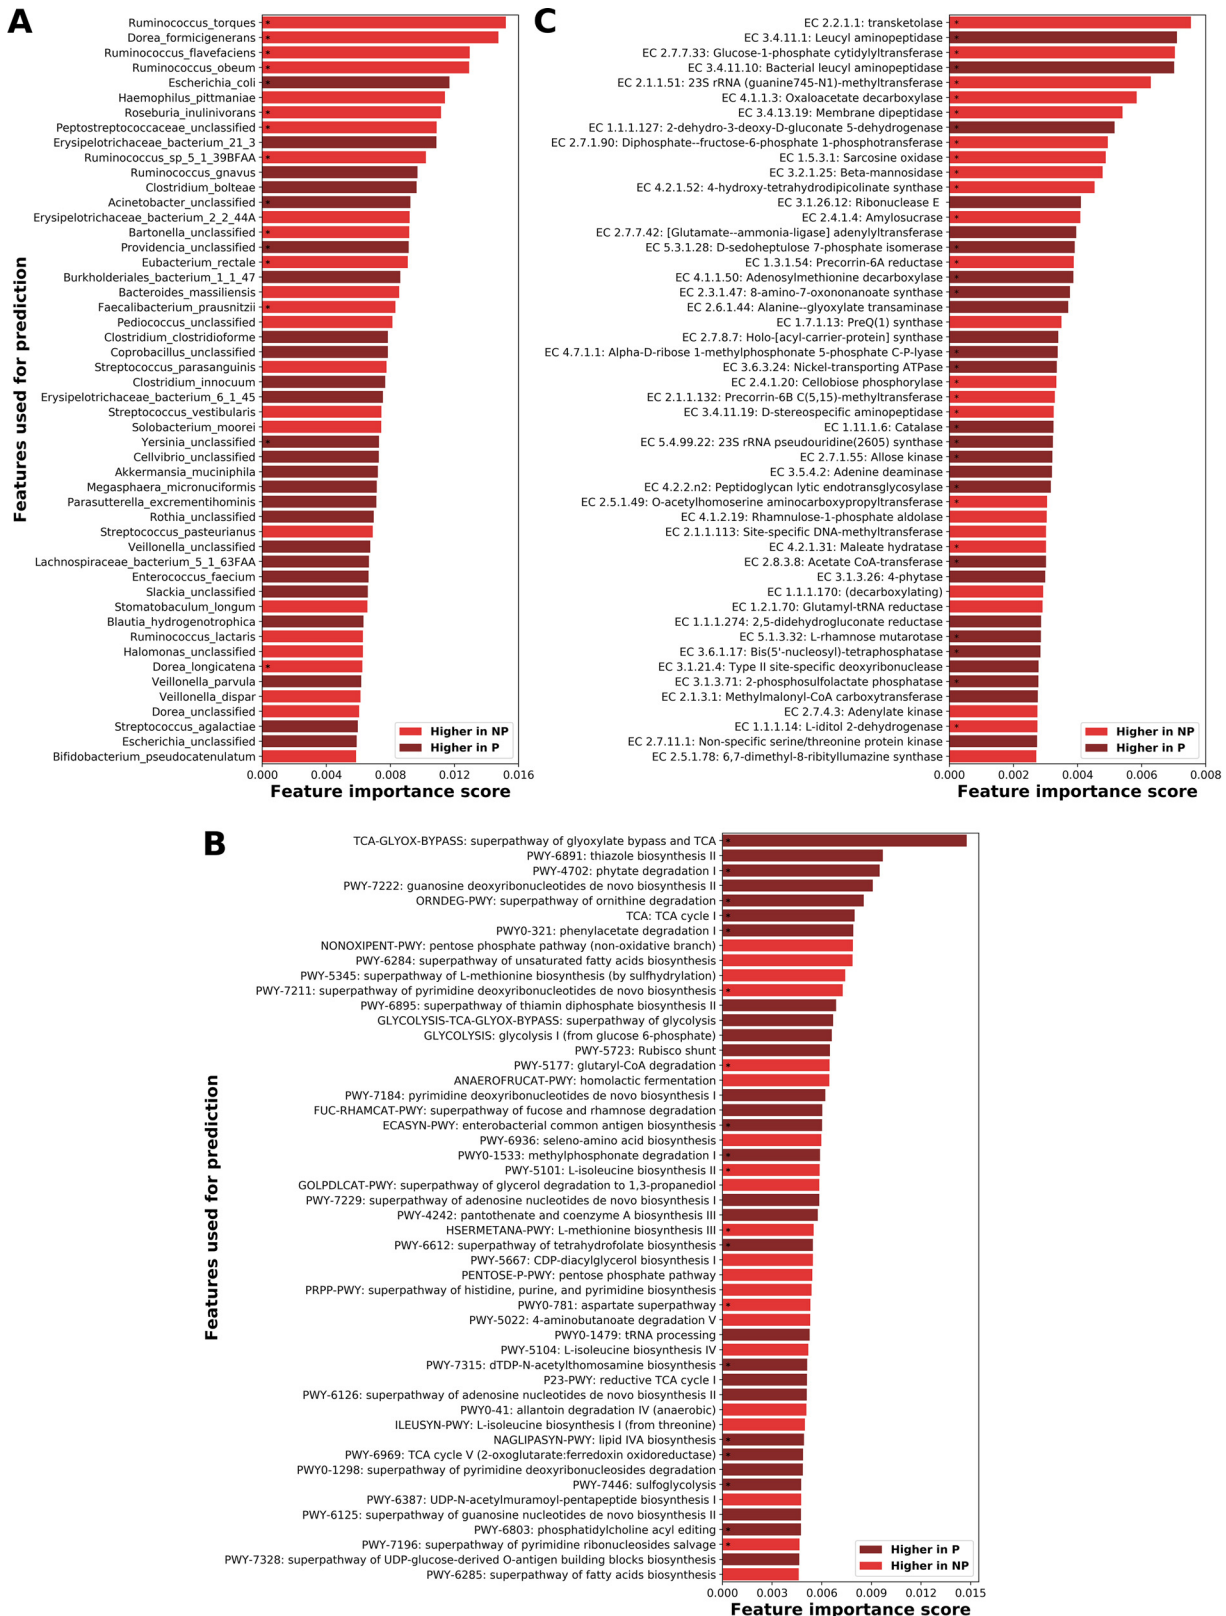 A
Features used for prediction
Ruminococcus_torques
Dorea_formicigenerans
Ruminococcus_flavefaciens
Ruminococcus_obeum
Escherichia_coli
Haemophilus_pittmaniae
Roseburia_inulinivorans
Peptostreptococcaceae_unclassified
Erysipelotrichaceae_bacterium_21_3
Ruminococcus_sp_5_1_39BFAA
Ruminococcus_gnavus
Clostridium_bolteae
Acinetobacter_unclassified
Erysipelotrichaceae_bacterium_2_2_44A
Bartonella_unclassified
Providencia_unclassified
Eubacterium_rectale
Burkholderiales_bacterium_1_1_47
Bacteroides_massiliensis
Faecalibacterium_prausnitzii
Pediococcus_unclassified
Clostridium_clostridioforme
Coprobacillus_unclassified
Streptococcus_parasanguinis
Clostridium_innocuum
Erysipelotrichaceae_bacterium_6_1_45
Streptococcus_vestibularis
Solobacterium_moorei
Yersinia_unclassified
Cellvibrio_unclassified
Akkermansia_muciniphila
Megasphaera_micronuciformis
Parasutterella_excrementihominis
Rothia_unclassified
Streptococcus_pasteurianus
Veillonella_unclassified
Lachnospiraceae_bacterium_5_1_63FAA
Enterococcus_faecium
Slackia_unclassified
Stomatobaculum_longum
Blautia_hydrogenotrophica
Ruminococcus_lactaris
Halomonas_unclassified
Dorea_longicatena
Veillonella_parvula
Veillonella_dispar
Dorea_unclassified
Streptococcus_agalactiae
Escherichia_unclassified
Bifidobacterium_pseudocatenulatum
Higher in NP
Higher in P
0.000 0.004 0.008 0.012 0.016
Feature importance score
C
EC 2.2.1.1: transketolase
EC 3.4.11.1: Leucyl aminopeptidase
EC 2.7.7.33: Glucose-1-phosphate cytidylyltransferase
EC 3.4.11.10: Bacterial leucyl aminopeptidase
EC 2.1.1.51: 23S rRNA (guanine745-N1)-methyltransferase
EC 4.1.1.3: Oxaloacetate decarboxylase
EC 3.4.13.19: Membrane dipeptidase
EC 1.1.1.127: 2-dehydro-3-deoxy-D-gluconate 5-dehydrogenase
EC 2.7.1.90: Diphosphate--fructose-6-phosphate 1-phosphotransferase
EC 1.5.3.1: Sarcosine oxidase
EC 3.2.1.25: Beta-mannosidase
EC 4.2.1.52: 4-hydroxy-tetrahydrodipicolinate synthase
EC 3.1.26.12: Ribonuclease E
EC 2.4.1.4: Amylosucrase
EC 2.7.7.42: [Glutamate--ammonia-ligase] adenylyltransferase
EC 5.3.1.28: D-sedoheptulose 7-phosphate isomerase
EC 1.3.1.54: Precorrin-6A reductase
EC 4.1.1.50: Adenosylmethionine decarboxylase
EC 2.3.1.47: 8-amino-7-oxononanoate synthase
EC 2.6.1.44: Alanine--glyoxylate transaminase
EC 1.7.1.13: PreQ(1) synthase
EC 2.7.8.7: Holo-[acyl-carrier-protein] synthase
EC 4.7.1.1: Alpha-D-ribose 1-methylphosphonate 5-phosphate C-P-lyase
EC 3.6.3.24: Nickel-transporting ATPase
EC 2.4.1.20: Cellobiose phosphorylase
EC 2.1.1.132: Precorrin-6B C(5,15)-methyltransferase
EC 3.4.11.19: D-stereospecific aminopeptidase
EC 1.11.1.6: Catalase
EC 5.4.99.22: 23S rRNA pseudouridine(2605) synthase
EC 2.7.1.55: Allose kinase
EC 3.5.4.2: Adenine deaminase
EC 4.2.2.n2: Peptidoglycan lytic endotransglycosylase
EC 2.5.1.49: O-acetylhomoserine aminocarboxypropyltransferase
EC 4.1.2.19: Rhamnulose-1-phosphate aldolase
EC 2.1.1.113: Site-specific DNA-methyltransferase
EC 4.2.1.31: Maleate hydratase
EC 2.8.3.8: Acetate CoA-transferase
EC 3.1.3.26: 4-phytase
EC 1.1.1.170: (decarboxylating)
EC 1.2.1.70: Glutamyl-tRNA reductase
EC 1.1.1.274: 2,5-didehydrogluconate reductase
EC 5.1.3.32: L-rhamnose mutarotase
EC 3.6.1.17: Bis(5'-nucleosyl)-tetraphosphatase
EC 3.1.21.4: Type II site-specific deoxyribonuclease
EC 3.1.3.71: 2-phosphosulfolactate phosphatase
EC 2.1.3.1: Methylmalonyl-CoA carboxytransferase
EC 2.7.4.3: Adenylate kinase
EC 1.1.1.14: L-iditol 2-dehydrogenase
EC 2.7.11.1: Non-specific serine/threonine protein kinase
EC 2.5.1.78: 6,7-dimethyl-8-ribityllumazine synthase
Higher in NP
Higher in P
0.000 0.002 0.004 0.006 0.008
Feature importance score
B
Features used for prediction
TCA-GLYOX-BYPASS: superpathway of glyoxylate bypass and TCA
PWY-6891: thiazole biosynthesis II
PWY-4702: phytate degradation I
PWY-7222: guanosine deoxyribonucleotides de novo biosynthesis II
ORNDEG-PWY: superpathway of ornithine degradation
TCA: TCA cycle I
PWY0-321: phenylacetate degradation I
NONOXIPENT-PWY: pentose phosphate pathway (non-oxidative branch)
PWY-6284: superpathway of unsaturated fatty acids biosynthesis
PWY-5345: superpathway of L-methionine biosynthesis (by sulfhydrylation)
PWY-7211: superpathway of pyrimidine deoxyribonucleotides de novo biosynthesis
PWY-6895: superpathway of thiamin diphosphate biosynthesis II
GLYCOLYSIS-TCA-GLYOX-BYPASS: superpathway of glycolysis
GLYCOLYSIS: glycolysis I (from glucose 6-phosphate)
PWY-5723: Rubisco shunt
PWY-5177: glutaryl-CoA degradation
ANAEROFRUCAT-PWY: homolactic fermentation
PWY-7184: pyrimidine deoxyribonucleotides de novo biosynthesis I
FUC-RHAMCAT-PWY: superpathway of fucose and rhamnose degradation
ECASYN-PWY: enterobacterial common antigen biosynthesis
PWY-6936: seleno-amino acid biosynthesis
PWY0-1533: methylphosphonate degradation I
PWY-5101: L-isoleucine biosynthesis II
GOLPDLCAT-PWY: superpathway of glycerol degradation to 1,3-propanediol
PWY-7229: superpathway of adenosine nucleotides de novo biosynthesis I
PWY-4242: pantothenate and coenzyme A biosynthesis III
HSERMETANA-PWY: L-methionine biosynthesis III
PWY-6612: superpathway of tetrahydrofolate biosynthesis
PWY-5667: CDP-diacylglycerol biosynthesis I
PENTOSE-P-PWY: pentose phosphate pathway
PRPP-PWY: superpathway of histidine, purine, and pyrimidine biosynthesis
PWY0-781: aspartate superpathway
PWY-5022: 4-aminobutanoate degradation V
PWY0-1479: tRNA processing
PWY-5104: L-isoleucine biosynthesis IV
PWY-7315: dTDP-N-acetylthomosamine biosynthesis
P23-PWY: reductive TCA cycle I
PWY-6126: superpathway of adenosine nucleotides de novo biosynthesis II
PWY0-41: allantoin degradation IV (anaerobic)
ILEUSYN-PWY: L-isoleucine biosynthesis I (from threonine)
NAGLIPASYN-PWY: lipid IVA biosynthesis
PWY-6969: TCA cycle V (2-oxoglutarate:ferredoxin oxidoreductase)
PWY0-1298: superpathway of pyrimidine deoxyribonucleosides degradation
PWY-7446: sulfoglycolysis
PWY-6387: UDP-N-acetylmuramoyl-pentapeptide biosynthesis I
PWY-6125: superpathway of guanosine nucleotides de novo biosynthesis II
PWY-6803: phosphatidylcholine acyl editing
PWY-7196: superpathway of pyrimidine ribonucleosides salvage
PWY-7328: superpathway of UDP-glucose-derived O-antigen building blocks biosynthesis
PWY-6285: superpathway of fatty acids biosynthesis
Higher in P
Higher in NP
0.000 0.003 0.006 0.009 0.012 0.015
Feature importance score